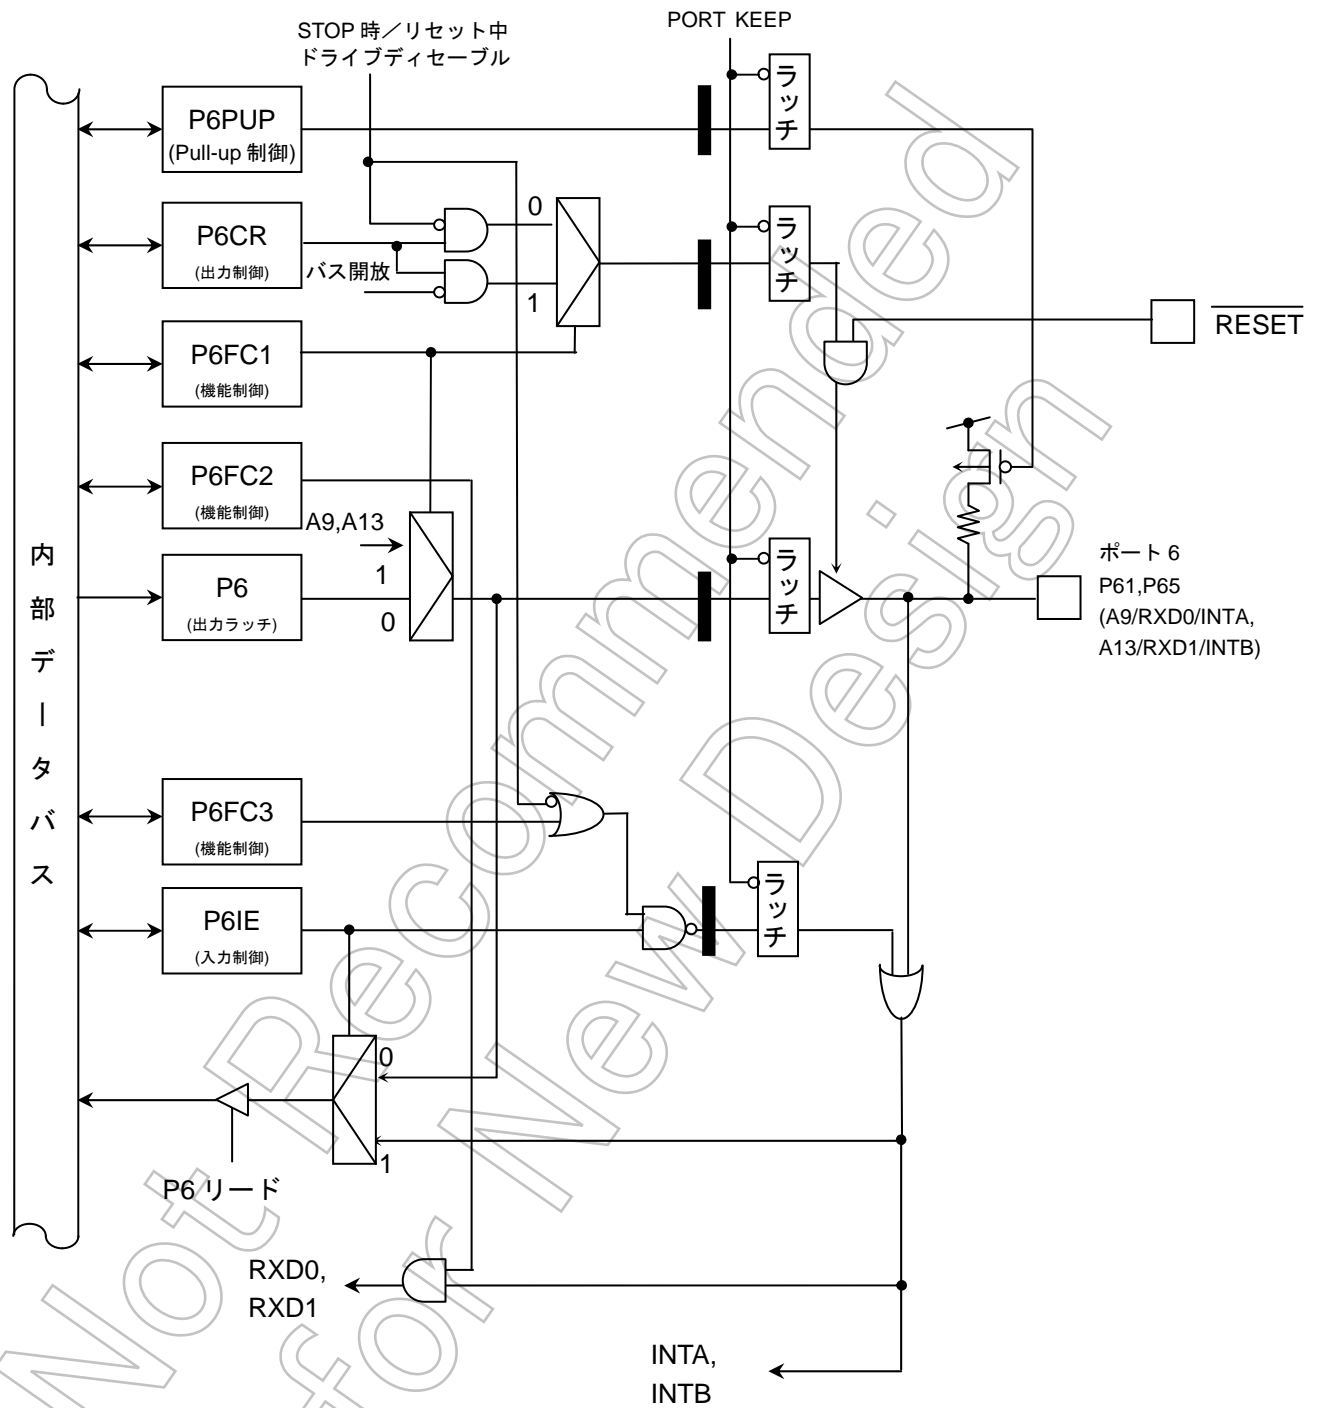 STOP 時／リセット中
ドライブディセーブル
PORT KEEP
ラッチ
P6PUP
(Pull-up 制御)
0
ラッチ
P6CR
(出力制御)
バス開放
1
RESET
P6FC1
(機能制御)
P6FC2
(機能制御)
A9,A13
1
0
P6
(出力ラッチ)
ラッチ
ポート 6
P61,P65
(A9/RXD0/INTA,
A13/RXD1/INTB)
内部データバス
P6FC3
(機能制御)
ラッチ
P6IE
(入力制御)
0
1
P6 リード
RXD0,
RXD1
INTA,
INTB
Not Recommended
for New Design